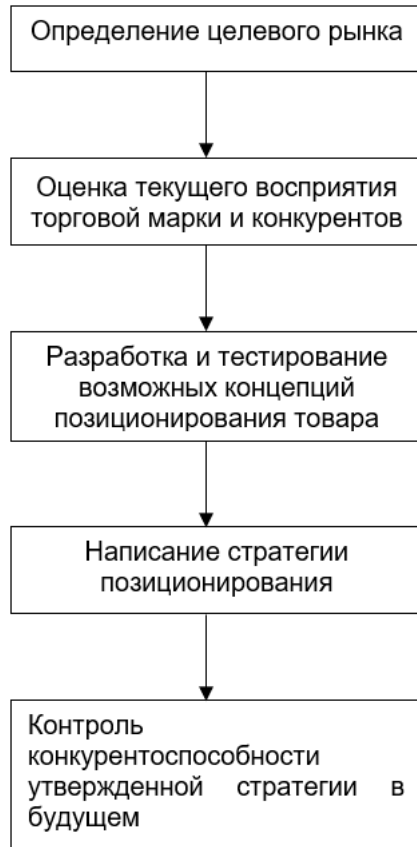 Определение целевого рынка
Оценка текущего восприятия
торговой марки и конкурентов
Разработка и тестирование
возможных концепций
позиционирования товара
Написание стратегии
позиционирования
Контроль
конкурентоспособности
утвержденной стратегии в
будущем